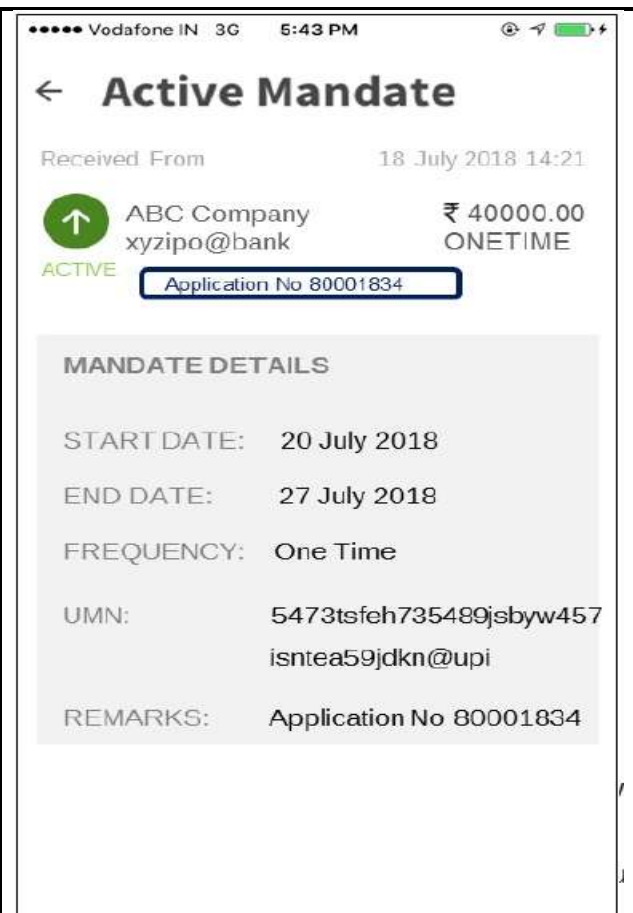 Vodafone IN 3G 5:43 PM
← Active Mandate
Received From 18 July 2018 14:21
ABC Company ₹ 40000.00
xyzipo@bank ONETIME
ACTIVE
Application No 80001834
MANDATE DETAILS
START DATE: 20 July 2018
END DATE: 27 July 2018
FREQUENCY: One Time
UMN: 5473tsfeh735489jsbyw457
isntea59jdkn@upi
REMARKS: Application No 80001834